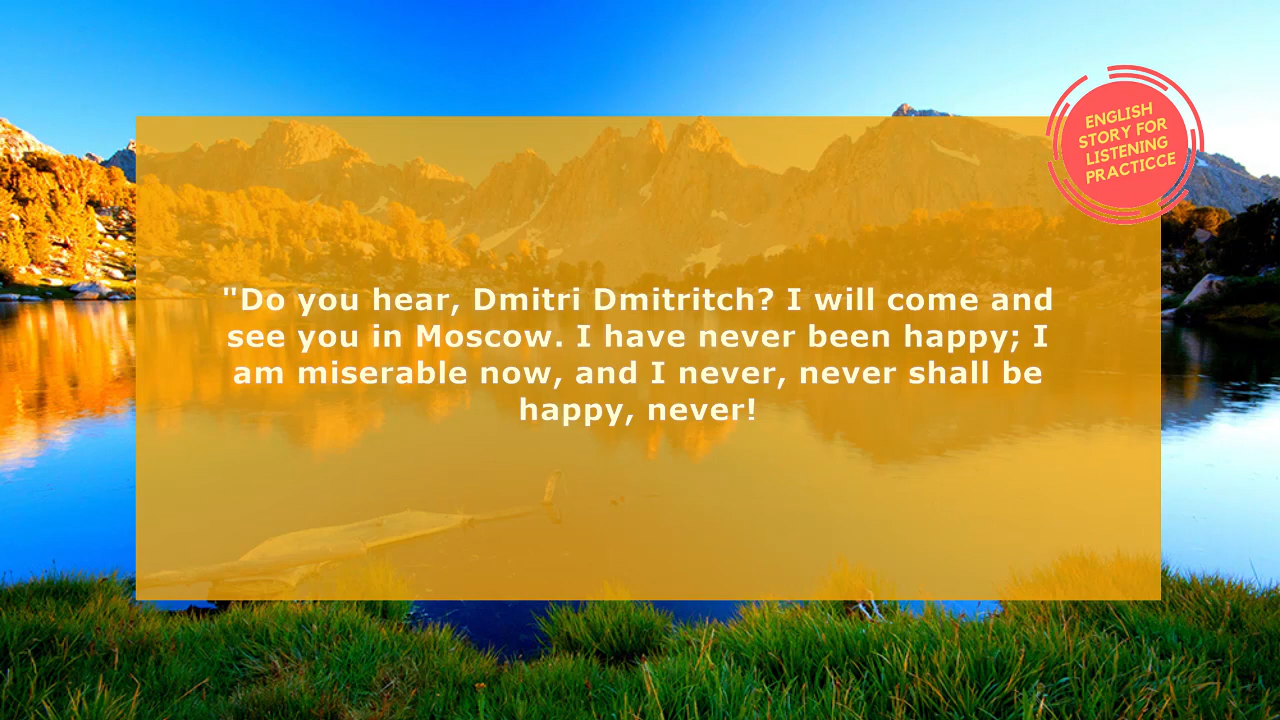 ENGLISH
STORY FOR
LISTENING
PRACTICCE
"Do you hear, Dmitri Dmitritch? I will come and
see you in Moscow. I have never been happy; I
am miserable now, and I never, never shall be
happy, never!